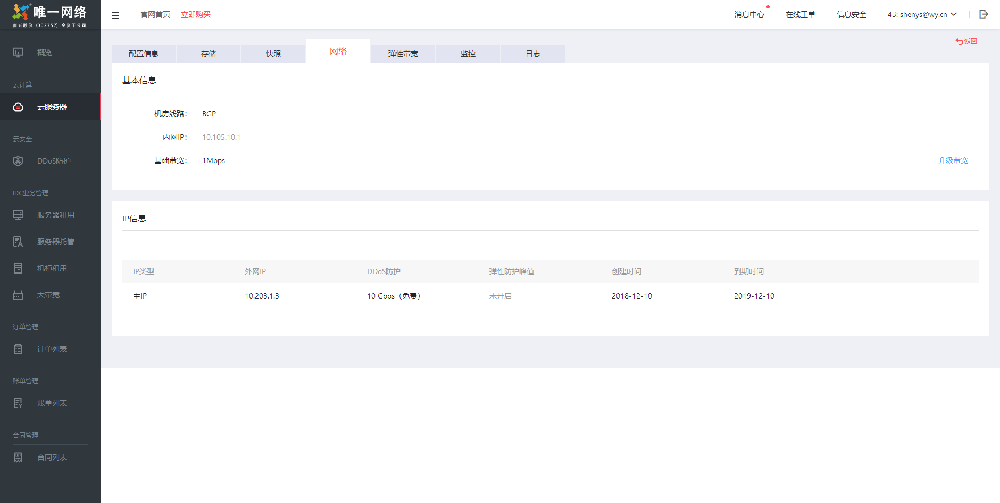 唯一网络
南兴股份（002757）全资子公司
官网首页 立即购买
消息中心 在线工单 信息安全 43: shenys@wy.cn
概览
云计算
云服务器
云安全
DDoS防护
IDC业务管理
服务器租用
服务器托管
机柜租用
大带宽
订单管理
订单列表
账单管理
账单列表
合同管理
合同列表
返回
配置信息 存储 快照 网络 弹性带宽 监控 日志
基本信息
机房线路： BGP
内网IP： 10.105.10.1
基础带宽： 1Mbps 升级带宽
IP信息
IP类型 外网IP DDoS防护 弹性防护峰值 创建时间 到期时间
主IP 10.203.1.3 10 Gbps（免费） 未开启 2018-12-10 2019-12-10